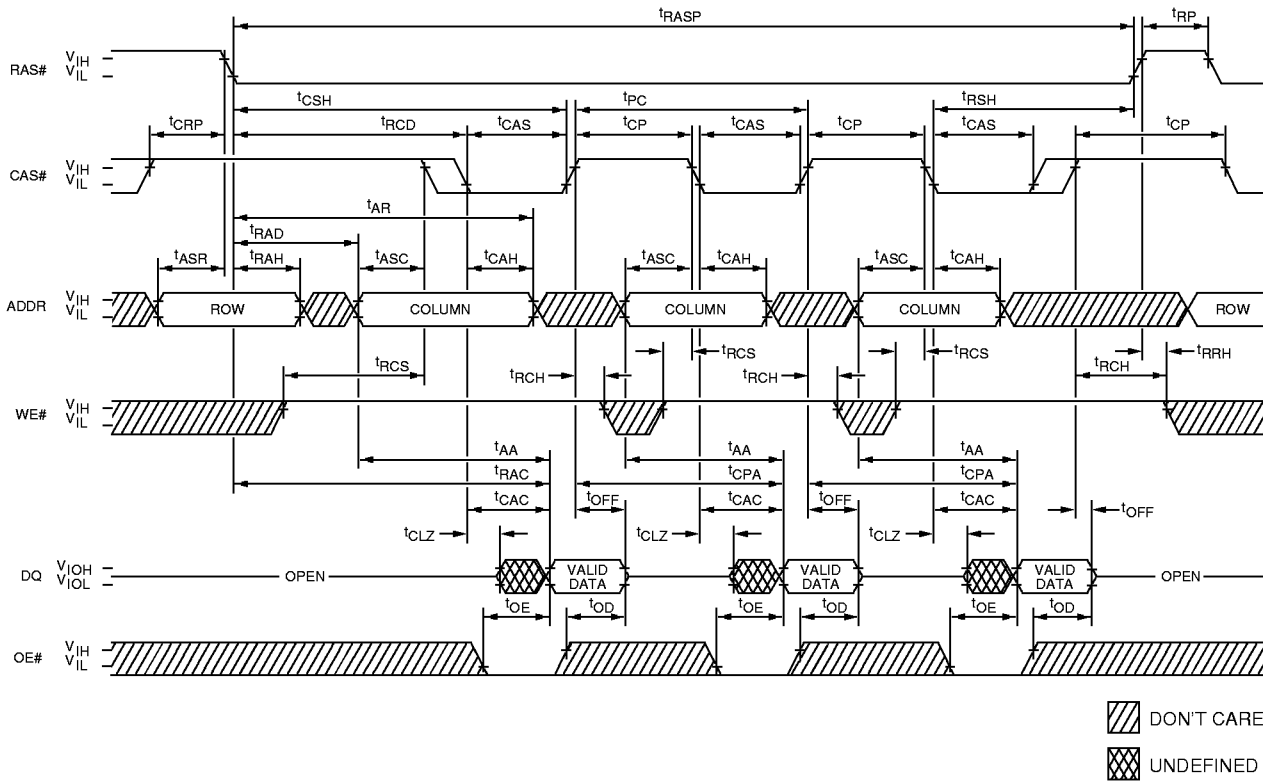 tRASP tRP
RAS# VIH
VIL
tCSH tPC tRSH
tCRP tRCD tCAS tCP tCAS tCP tCAS tCP
CAS# VIH
VIL
tAR
tRAD
tASR tRAH tASC tCAH tASC tCAH tASC tCAH
ADDR VIH
VIL ROW COLUMN COLUMN COLUMN ROW
tRCS tRCH tRCS tRCH tRCS tRCH tRRH
WE# VIH
VIL
tAA tAA tAA
tRAC tCPA tCPA
tCAC tOFF tCAC tOFF tCAC tOFF
tCLZ tCLZ tCLZ
DQ VIOH
VIOL OPEN VALID DATA VALID DATA VALID DATA OPEN
tOE tOD tOE tOD tOE tOD
OE# VIH
VIL
DON'T CARE
UNDEFINED